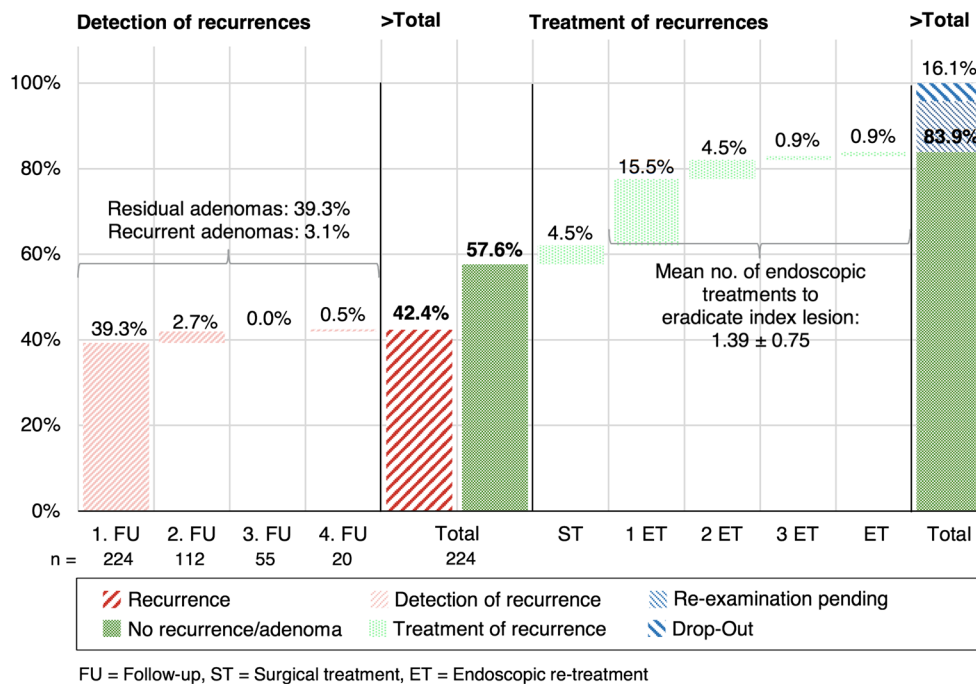 Detection of recurrences >Total Treatment of recurrences >Total
100%
80%
60%
40%
20%
0%
Residual adenomas: 39.3%
Recurrent adenomas: 3.1%
39.3% 2.7% 0.0% 0.5%
42.4% 57.6%
4.5% 15.5% 4.5% 0.9% 0.9%
Mean no. of endoscopic
treatments to
eradicate index lesion:
1.39 ± 0.75
16.1%
83.9%
1. FU 2. FU 3. FU 4. FU Total ST 1 ET 2 ET 3 ET ET Total
n = 224 112 55 20 224
Recurrence Detection of recurrence Re-examination pending
No recurrence/adenoma Treatment of recurrence Drop-Out
FU = Follow-up, ST = Surgical treatment, ET = Endoscopic re-treatment